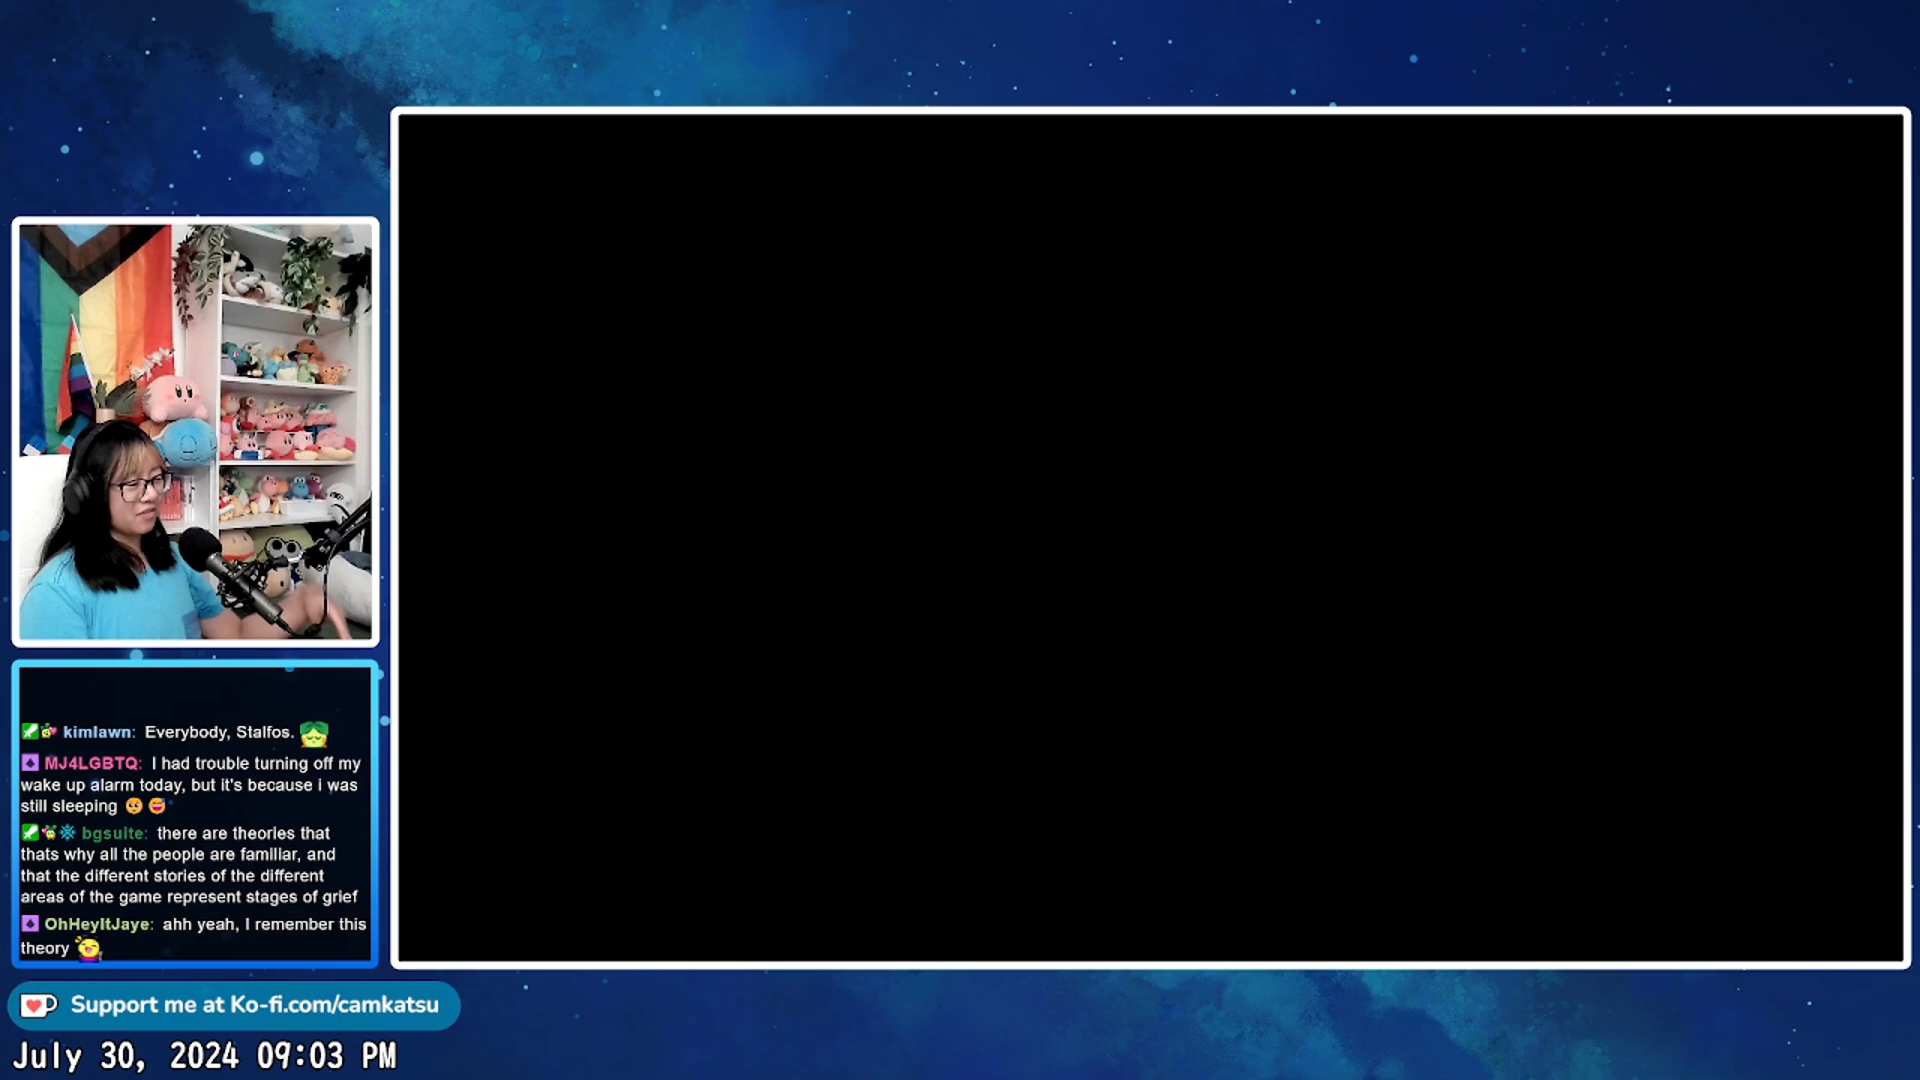 kimlawn: Everybody, Stalfos.
MJ4LGBTQ: I had trouble turning off my
wake up alarm today, but it's because i was
still sleeping
bgsuite: there are theories that
thats why all the people are familiar, and
that the different stories of the different
areas of the game represent stages of grief
OhHeyItJaye: ahh yeah, I remember this
theory
Support me at Ko-fi.com/camkatsu
July 30, 2024 09:03 PM